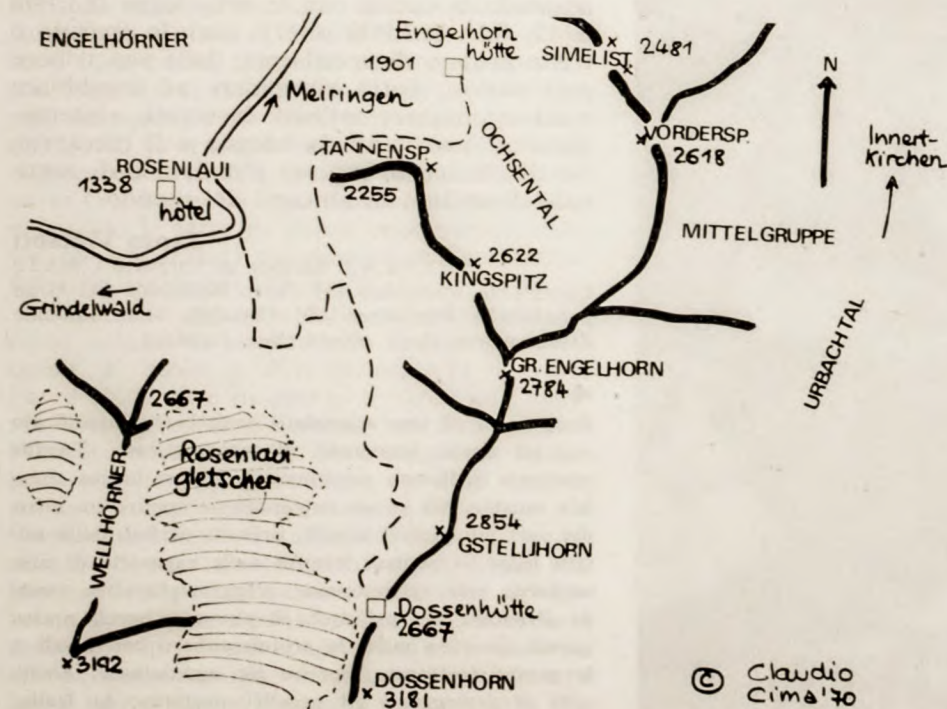 ENGELHÖRNER
Engelhorn
hütte
1901
SIMELIST.
2481
Meiringen
N
Innert-
kirchen
ROSENLAUI
1338
hotel
TANNENSP.
2255
OCHSENTAL
VORDERSP.
2618
MITTELGRUPPE
2622
KINGSPITZ
Grindelwald
URBACHTAL
GR. ENGELHORN
2784
2667
Rosenlaui
gletscher
WELLHÖRNER
2854
GSTELLIHORN
Dossenhütte
2667
3192
DOSSENHORN
3181
© Claudio
Cima '70